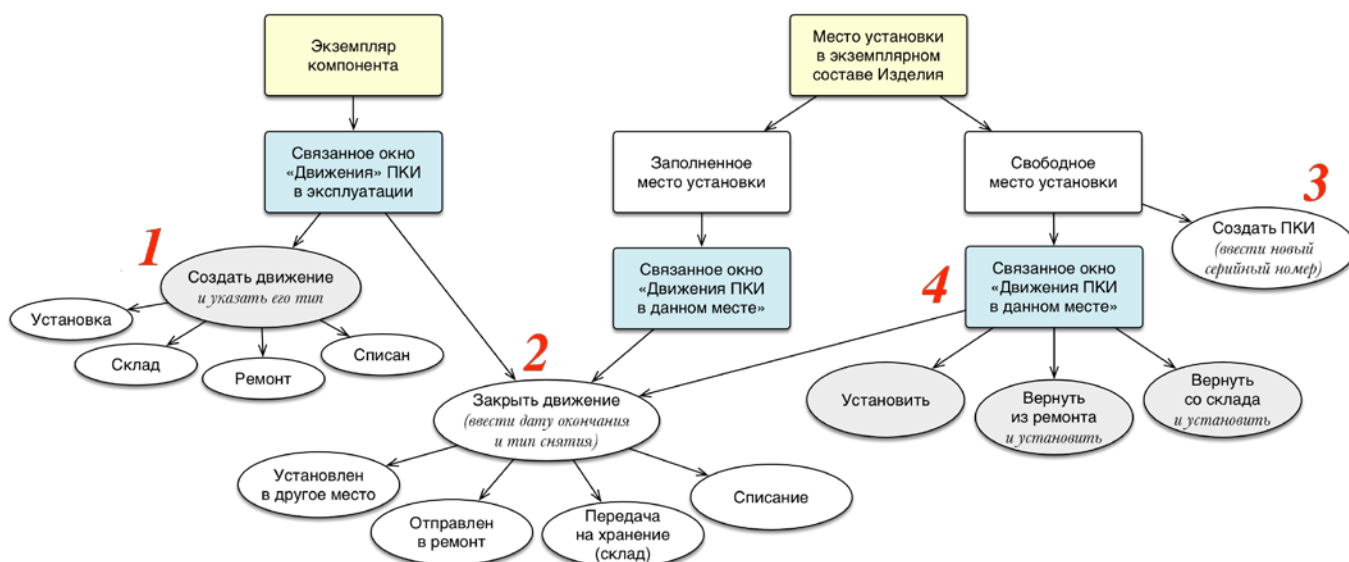 Экземпляр
компонента
Место установки
в экземплярном
составе Изделия
Связанное окно
«Движения» ПКИ
в эксплуатации
Заполненное
место установки
Свободное
место установки
3
Создать ПКИ
(ввести новый
серийный номер)
1
Создать движение
и указать его тип
Установка
Склад
Ремонт
Списан
Связанное окно
«Движения ПКИ
в данном месте»
4
Связанное окно
«Движения ПКИ
в данном месте»
2
Закрыть движение
(ввести дату окончания
и тип снятия)
Установить
Вернуть
из ремонта
и установить
Вернуть
со склада
и установить
Установлен
в другое место
Отправлен
в ремонт
Передача
на хранение
(склад)
Списание